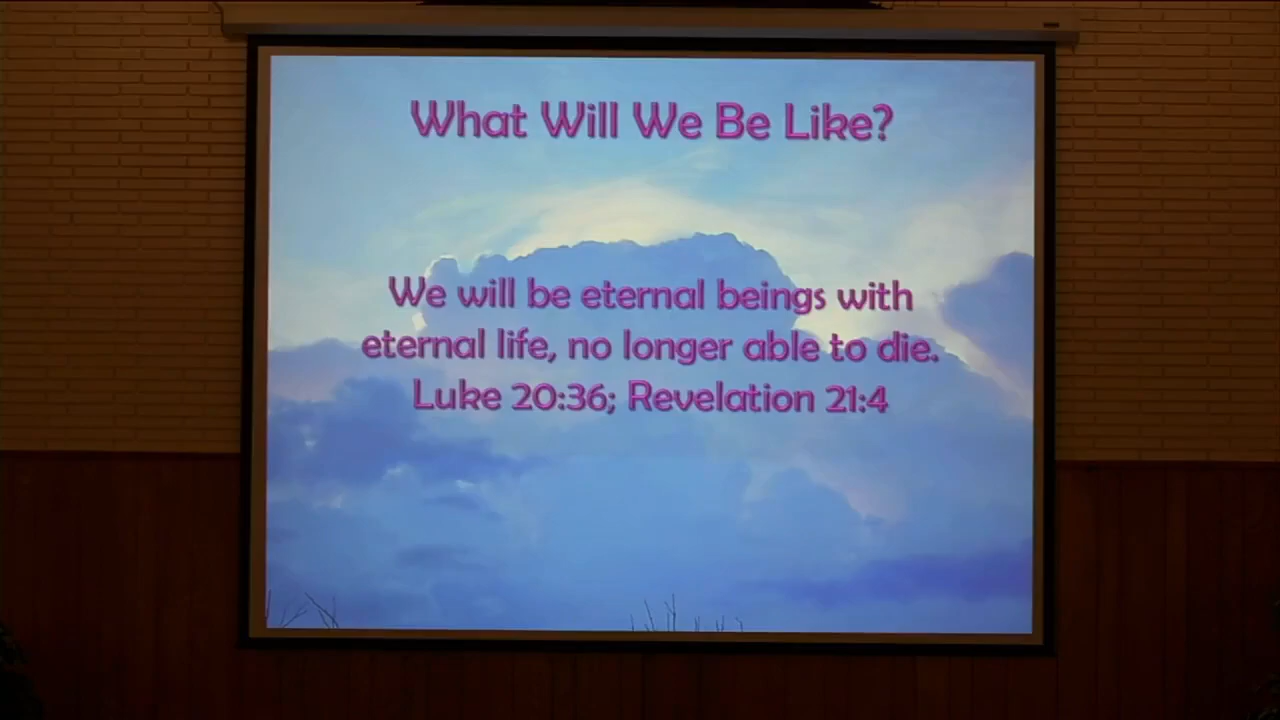 What Will We Be Like?
We will be eternal beings with
eternal life, no longer able to die.
Luke 20:36; Revelation 21:4